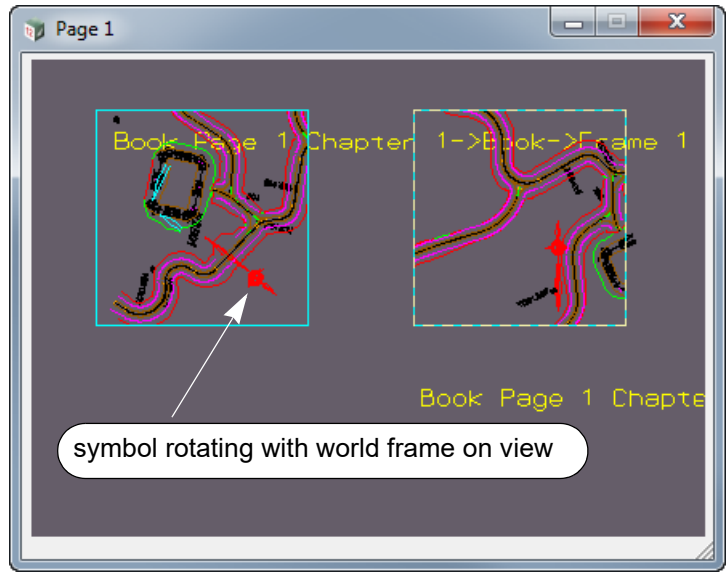 Page 1
Book Page 1 Chapter 1->Book->Frame 1
Book Page 1 Chapte
symbol rotating with world frame on view